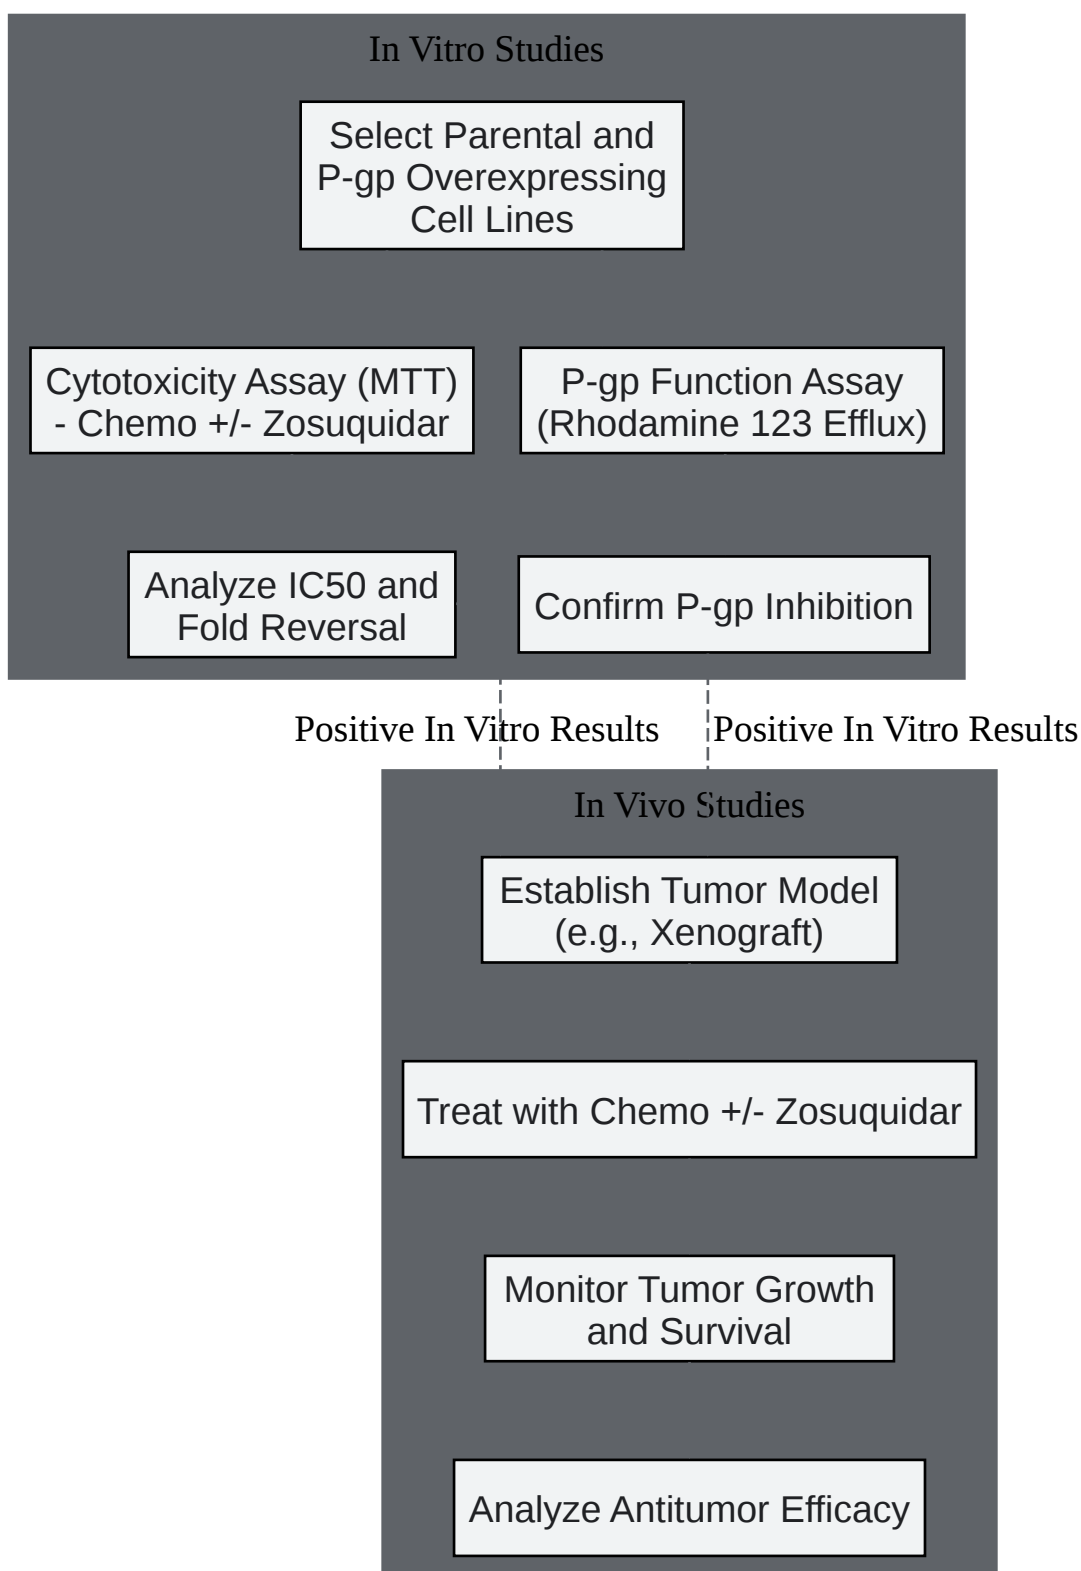 In Vitro Studies
Select Parental and
P-gp Overexpressing
Cell Lines
Cytotoxicity Assay (MTT)
- Chemo +/- Zosuquidar
P-gp Function Assay
(Rhodamine 123 Efflux)
Analyze IC50 and
Fold Reversal
Confirm P-gp Inhibition
Positive In Vitro Results
Positive In Vitro Results
In Vivo Studies
Establish Tumor Model
(e.g., Xenograft)
Treat with Chemo +/- Zosuquidar
Monitor Tumor Growth
and Survival
Analyze Antitumor Efficacy